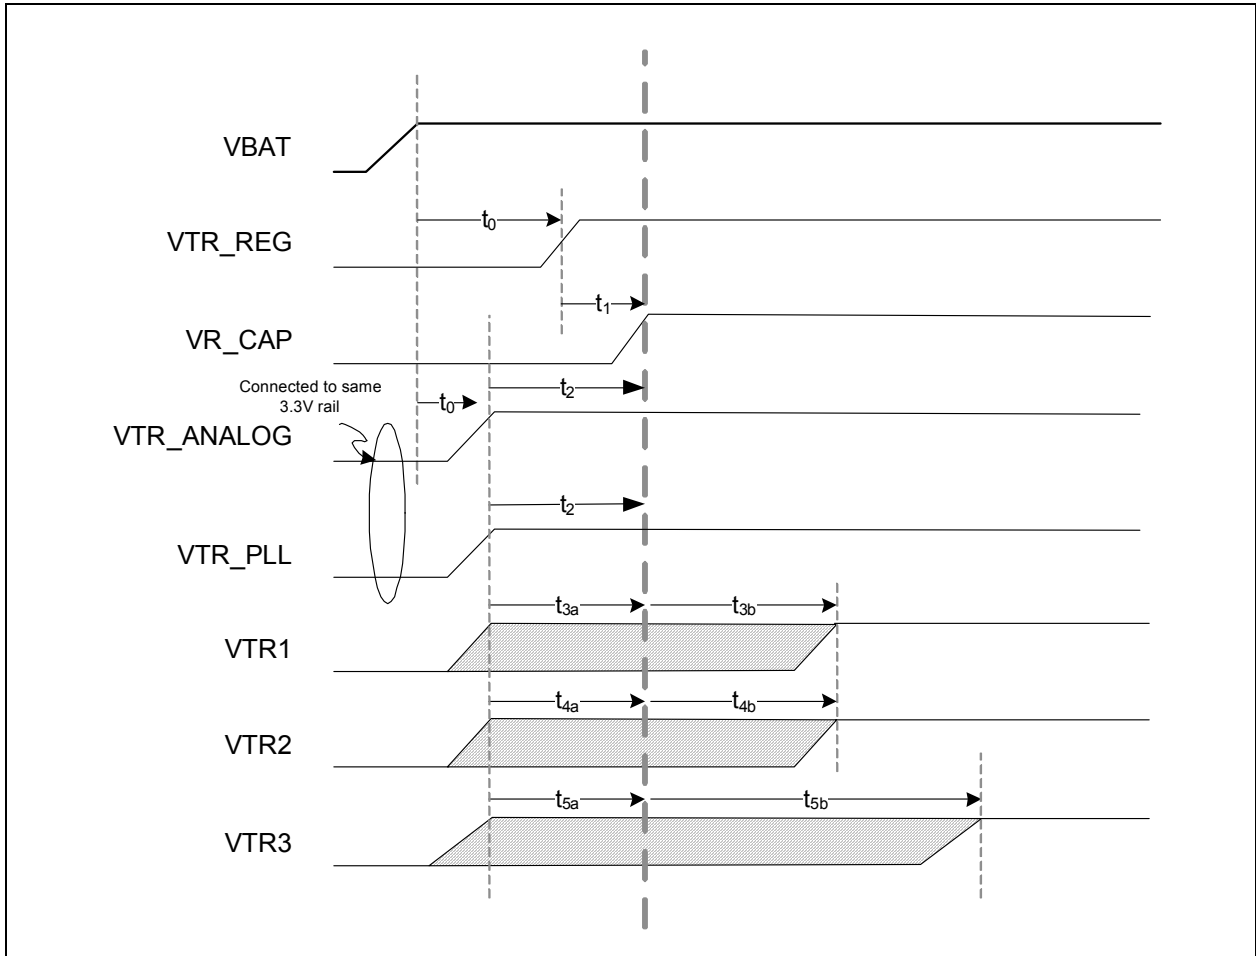 VBAT
t0
VTR_REG
t1
VR_CAP
Connected to same
3.3V rail
t2
t0
VTR_ANALOG
t2
VTR_PLL
t3a
t3b
VTR1
t4a
t4b
VTR2
t5a
t5b
VTR3